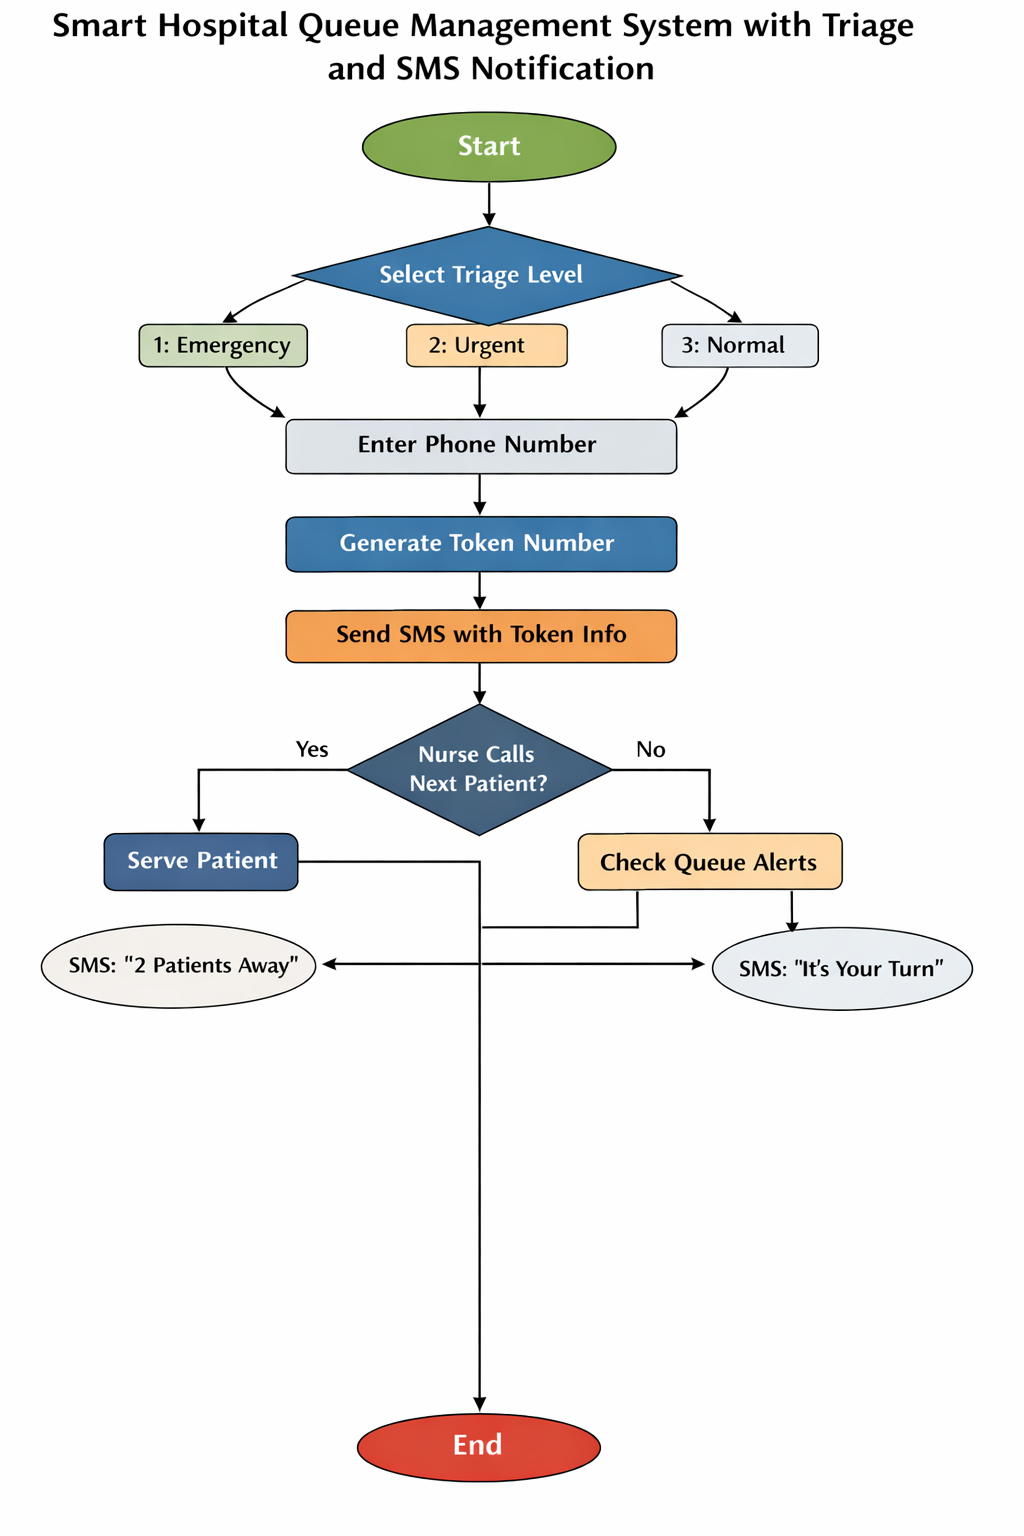 Smart Hospital Queue Management System with Triage
and SMS Notification
Start
Select Triage Level
1: Emergency
2: Urgent
3: Normal
Enter Phone Number
Generate Token Number
Send SMS with Token Info
Yes
Nurse Calls
Next Patient?
No
Serve Patient
Check Queue Alerts
SMS: "2 Patients Away"
SMS: "It's Your Turn"
End